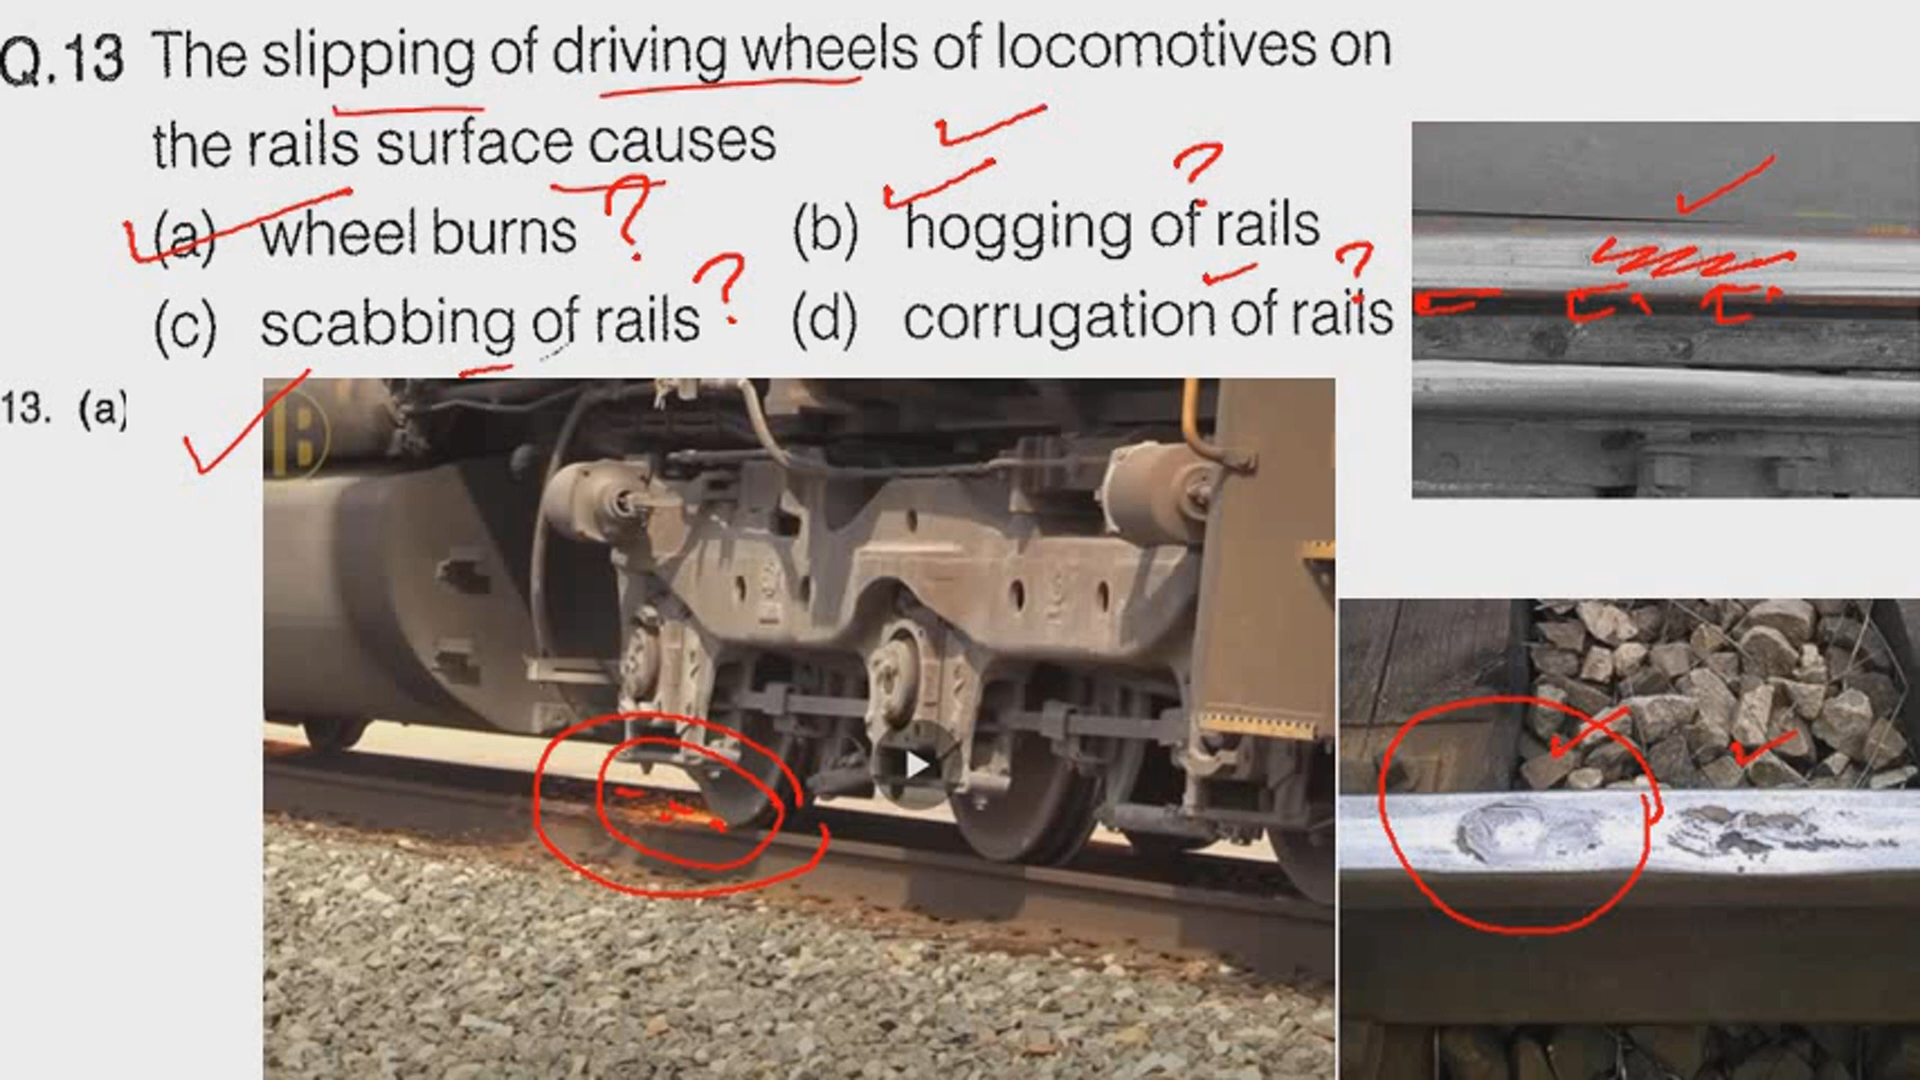 Q.13 The slipping of driving wheels of locomotives on
the rails surface causes
(a) wheel burns ?
(b) hogging of rails ?
(c) scabbing of rails ?
(d) corrugation of rails ?
13. (a)
B